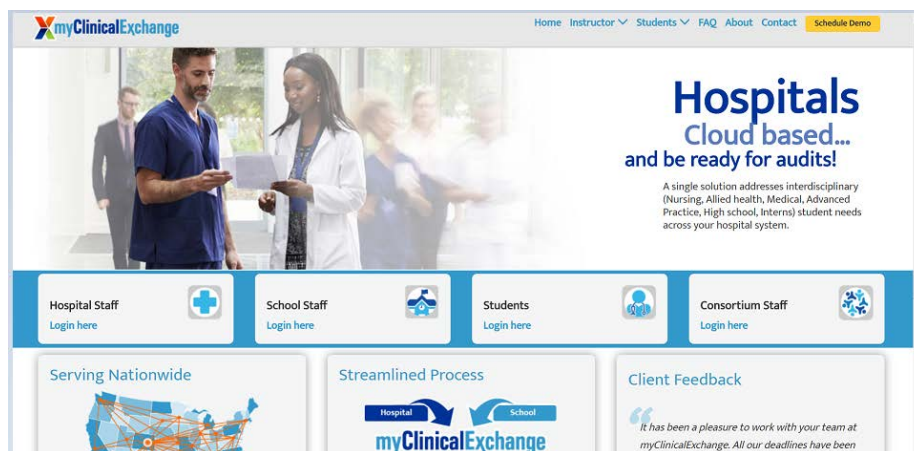 myClinicalExchange
Home Instructor Students FAQ About Contact Schedule Demo
Hospitals
Cloud based...
and be ready for audits!
A single solution addresses interdisciplinary
(Nursing, Allied health, Medical, Advanced
Practice, High school, Interns) student needs
across your hospital system.
Hospital Staff
Login here
School Staff
Login here
Students
Login here
Consortium Staff
Login here
Serving Nationwide
Streamlined Process
Hospital
School
myClinicalExchange
Client Feedback
It has been a pleasure to work with your team at
myClinicalExchange. All our deadlines have been